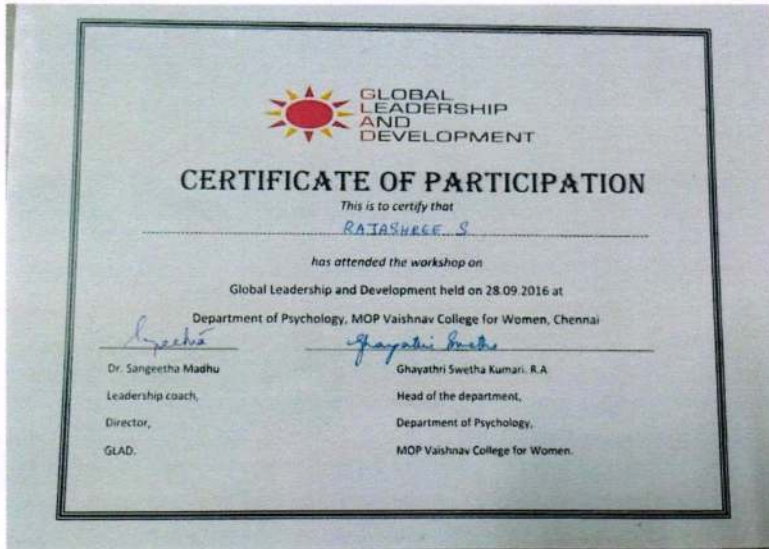 GLOBAL
LEADERSHIP
AND
DEVELOPMENT
CERTIFICATE OF PARTICIPATION
This is to certify that
RAJASHREE S
has attended the workshop on
Global Leadership and Development held on 28.09.2016 at
Department of Psychology, MOP Vaishnav College for Women, Chennai
Ghayathri Swetha
Dr. Sangeetha Madhu
Ghayathri Swetha Kumari. R.A
Leadership coach,
Head of the department,
Director,
Department of Psychology,
GLAD.
MOP Vaishnav College for Women.